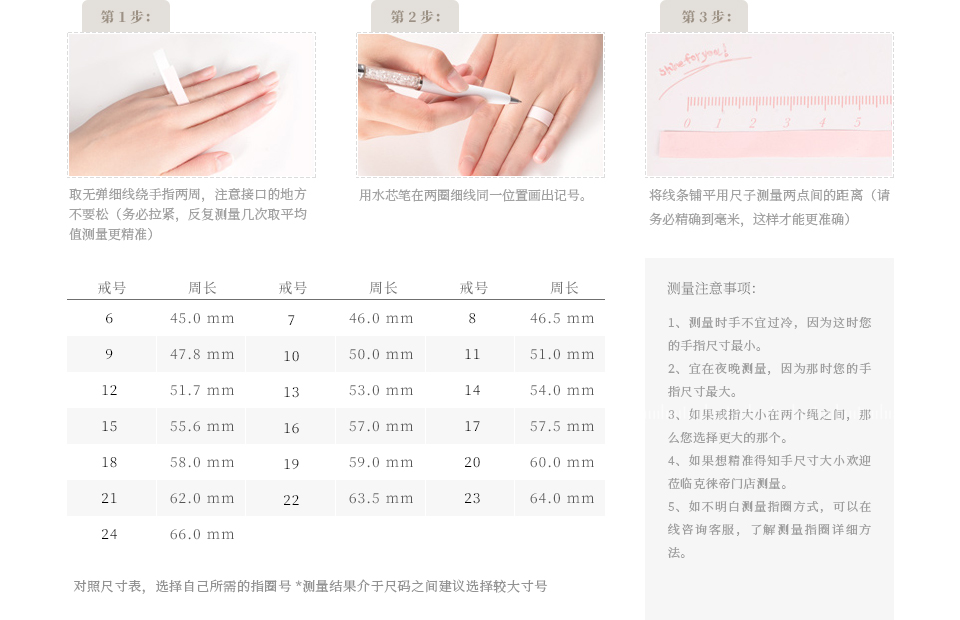 第1步：
第2步：
第3步：
Shine for you!
0 1 2 3 4 5
取无弹细线绕手指两周，注意接口的地方
不要松（务必拉紧，反复测量几次取平均
值测量更精准）
用水芯笔在两圈细线同一位置画出记号。
将线条铺平用尺子测量两点间的距离（请
务必精确到毫米，这样才能更准确）
戒号 周长 戒号 周长 戒号 周长
6 45.0 mm 7 46.0 mm 8 46.5 mm
9 47.8 mm 10 50.0 mm 11 51.0 mm
12 51.7 mm 13 53.0 mm 14 54.0 mm
15 55.6 mm 16 57.0 mm 17 57.5 mm
18 58.0 mm 19 59.0 mm 20 60.0 mm
21 62.0 mm 22 63.5 mm 23 64.0 mm
24 66.0 mm
对照尺寸表，选择自己所需的指圈号 *测量结果介于尺码之间建议选择较大寸号
测量注意事项：
1、测量时手不宜过冷，因为这时您
的手指尺寸最小。
2、宜在夜晚测量，因为那时您的手
指尺寸最大。
3、如果戒指大小在两个绳之间，那
么您选择更大的那个。
4、如果想精准得知手尺寸大小欢迎
莅临克徕帝门店测量。
5、如不明白测量指圈方式，可以在
线咨询客服，了解测量指圈详细方
法。